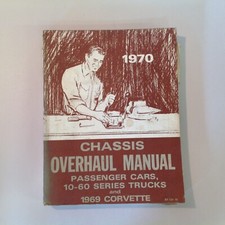 1970
CHASSIS
OVERHAUL MANUAL
PASSENGER CARS,
10-60 SERIES TRUCKS
and
1969 CORVETTE